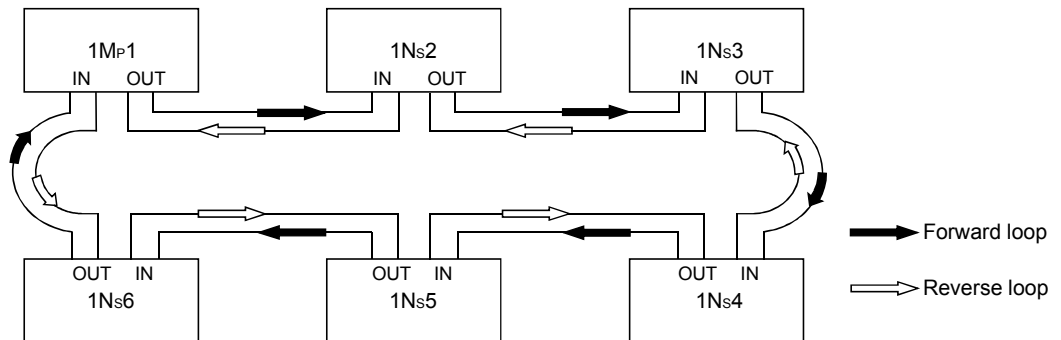 1MP1
IN OUT
1NS2
IN OUT
1NS3
IN OUT
OUT IN
1NS6
OUT IN
1NS5
OUT IN
1NS4
Forward loop
Reverse loop